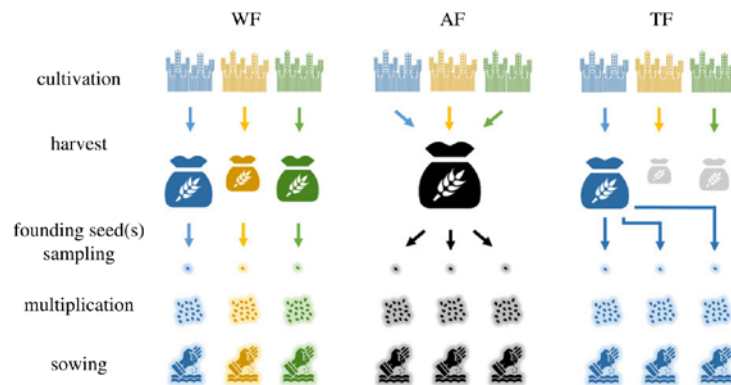 WF AF TF
cultivation
harvest
founding seed(s)
sampling
multiplication
sowing